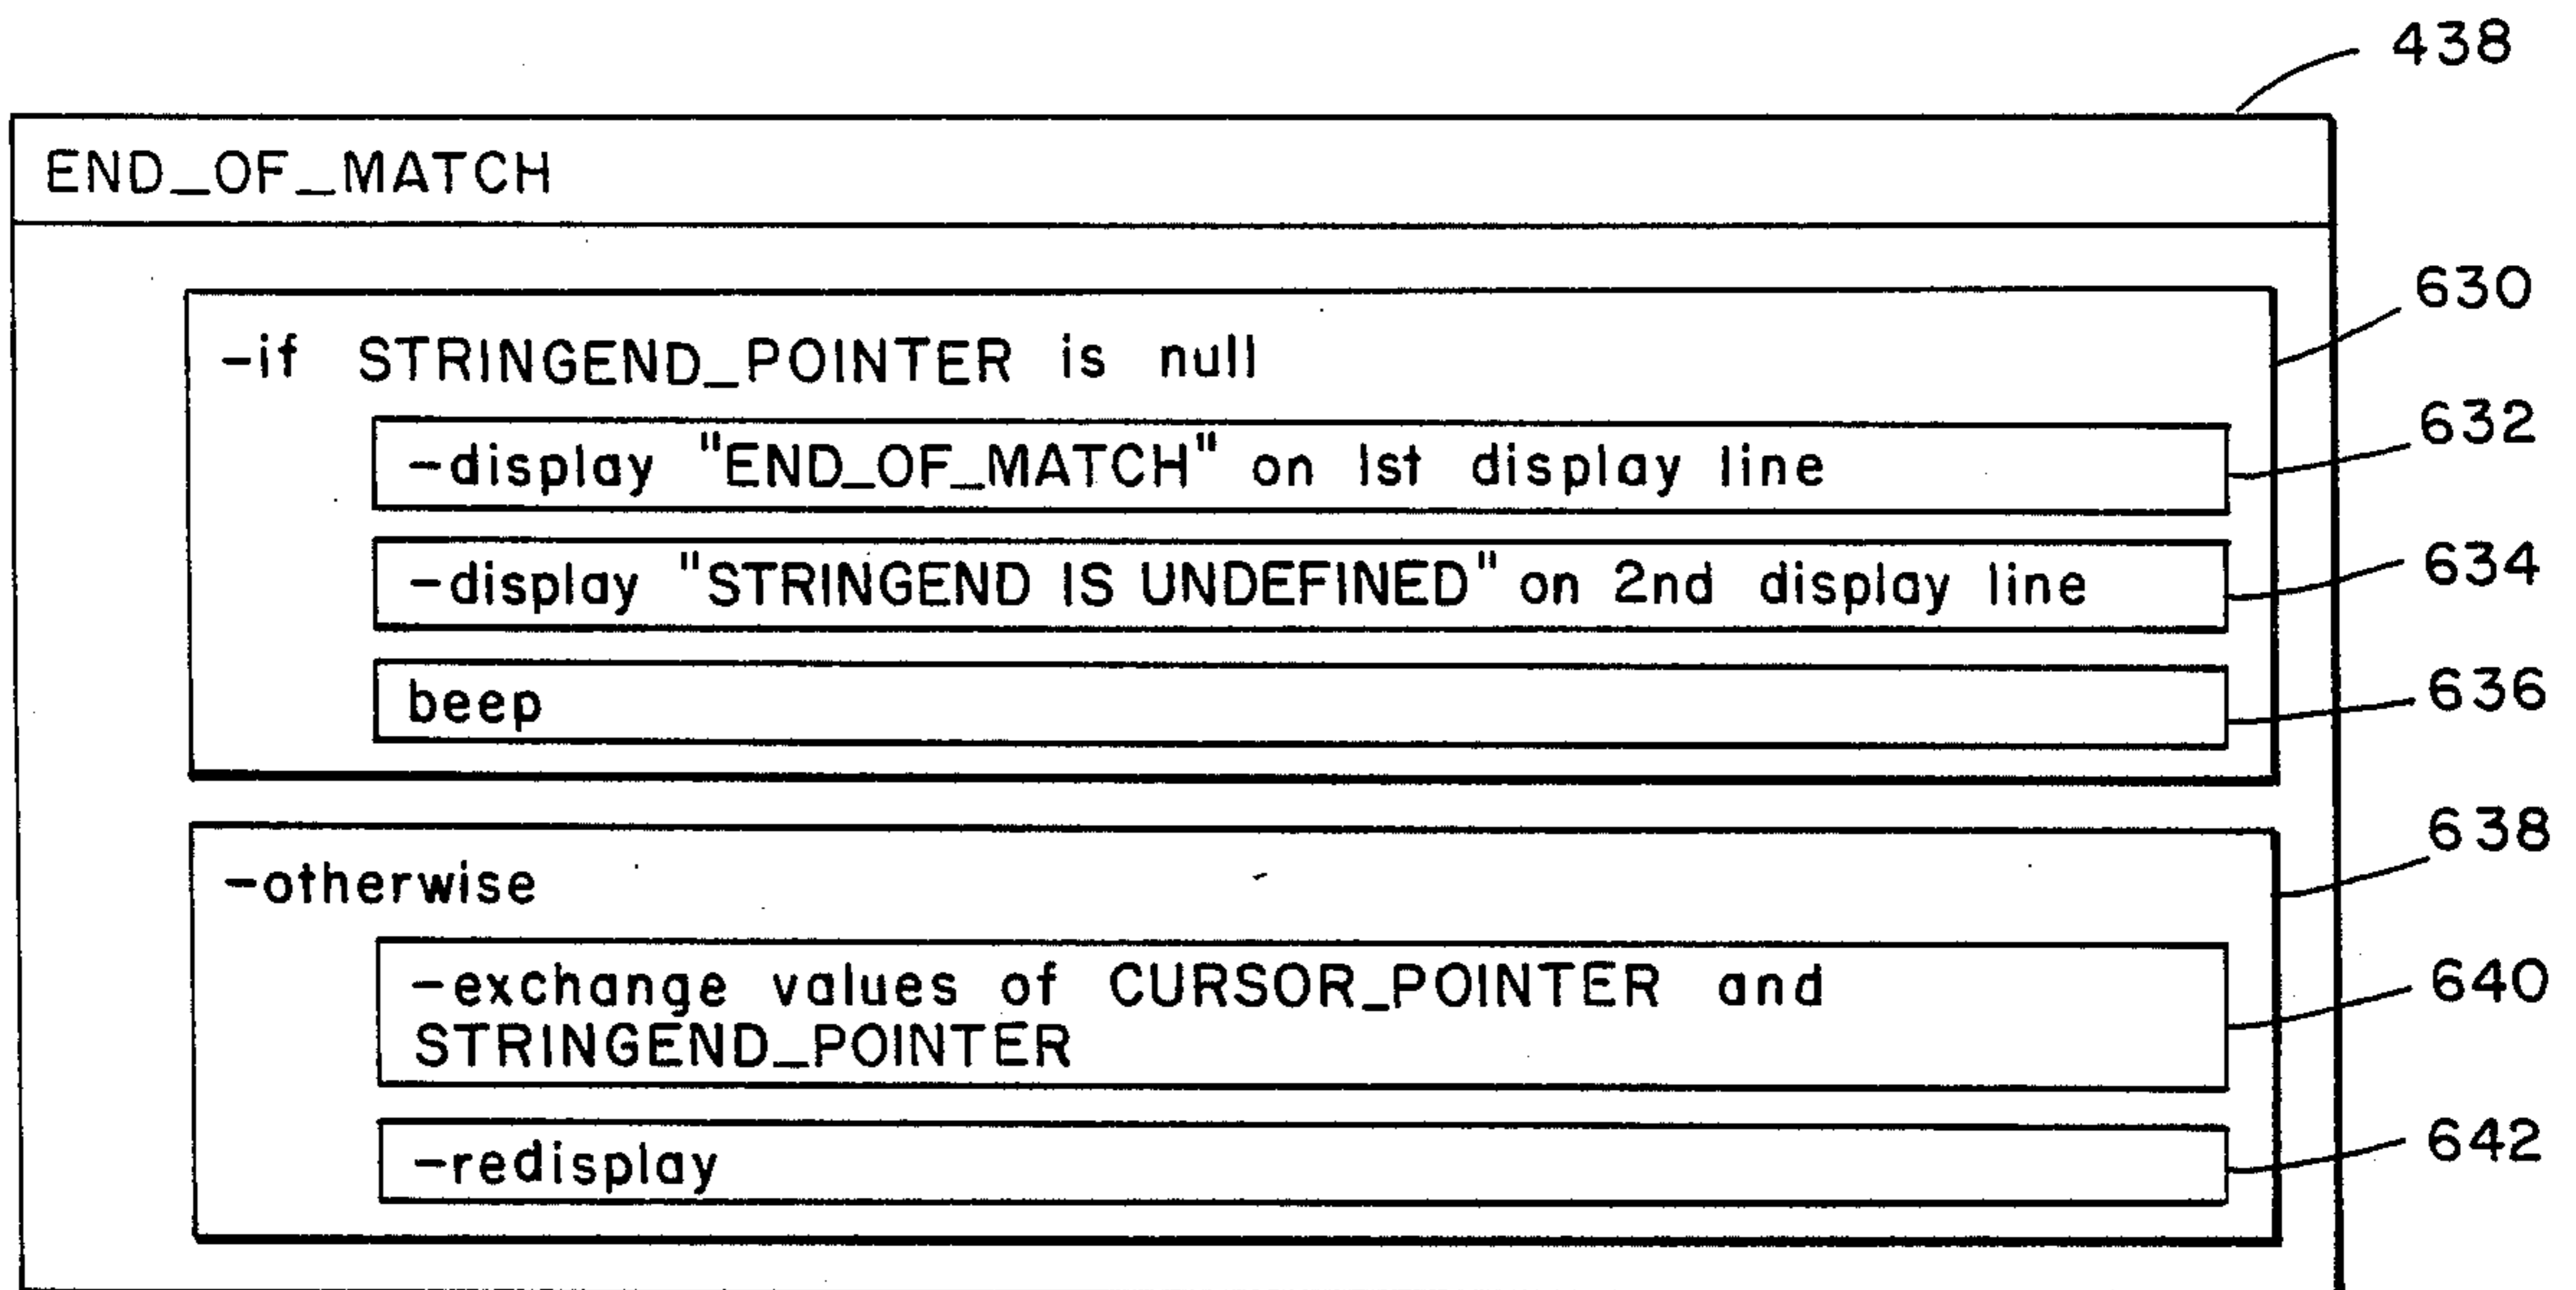 438
END_OF_MATCH
630
-if STRINGEND_POINTER is null
632
-display "END_OF_MATCH" on 1st display line
634
-display "STRINGEND IS UNDEFINED" on 2nd display line
636
beep
638
-otherwise
640
-exchange values of CURSOR_POINTER and
STRINGEND_POINTER
642
-redisplay